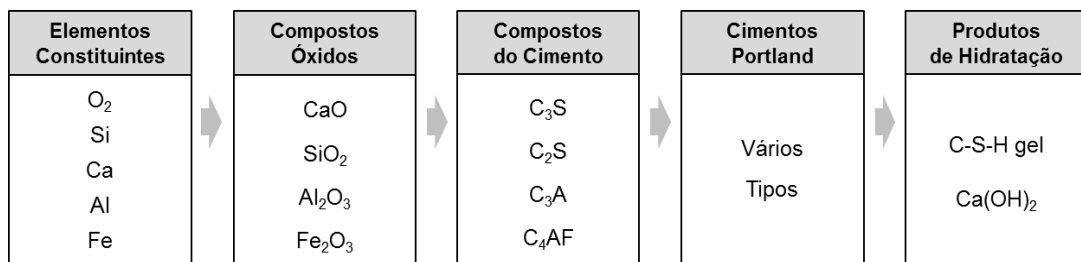 Elementos
Constituintes
O₂
Si
Ca
Al
Fe
Compostos
Óxidos
CaO
SiO₂
Al₂O₃
Fe₂O₃
Compostos
do Cimento
C₃S
C₂S
C₃A
C₄AF
Cimentos
Portland
Vários
Tipos
Produtos
de Hidratação
C-S-H gel
Ca(OH)₂